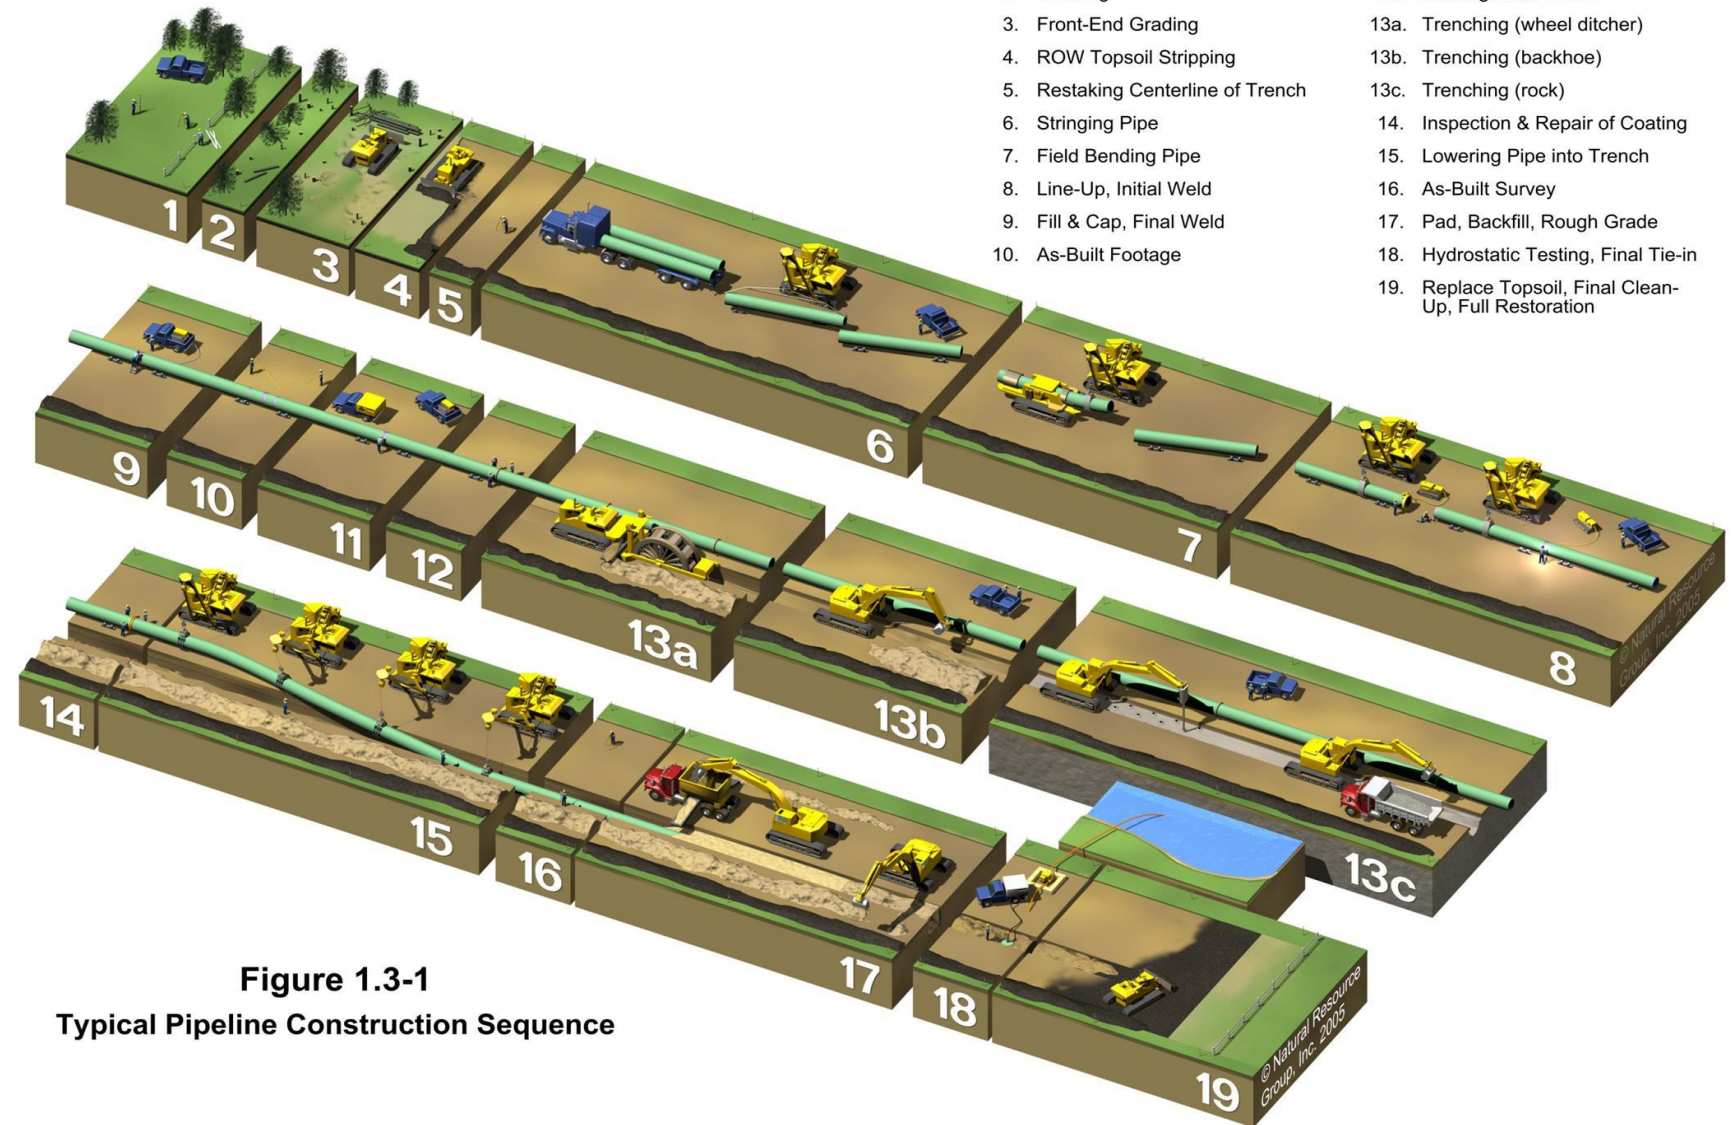 3. Front-End Grading
4. ROW Topsoil Stripping
5. Restaking Centerline of Trench
6. Stringing Pipe
7. Field Bending Pipe
8. Line-Up, Initial Weld
9. Fill & Cap, Final Weld
10. As-Built Footage
13a. Trenching (wheel ditcher)
13b. Trenching (backhoe)
13c. Trenching (rock)
14. Inspection & Repair of Coating
15. Lowering Pipe into Trench
16. As-Built Survey
17. Pad, Backfill, Rough Grade
18. Hydrostatic Testing, Final Tie-in
19. Replace Topsoil, Final Clean-
Up, Full Restoration
1
2
3
4
5
6
7
8
© Natural Resource
Group, Inc. 2005
9
10
11
12
13a
13b
13c
14
15
16
17
18
19
© Natural Resource
Group, Inc. 2005
Figure 1.3-1
Typical Pipeline Construction Sequence